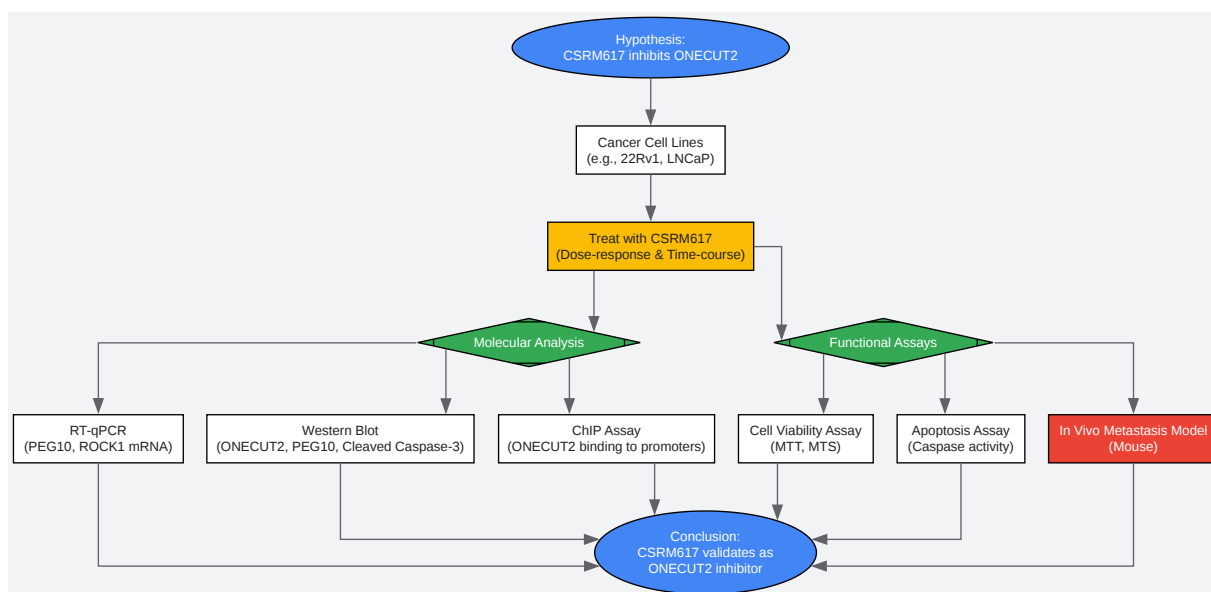 Hypothesis:
CSRM617 inhibits ONECUT2
Cancer Cell Lines
(e.g., 22Rv1, LNCaP)
Treat with CSRM617
(Dose-response & Time-course)
Molecular Analysis
Functional Assays
RT-qPCR
(PEG10, ROCK1 mRNA)
Western Blot
(ONECUT2, PEG10, Cleaved Caspase-3)
ChIP Assay
(ONECUT2 binding to promoters)
Cell Viability Assay
(MTT, MTS)
Apoptosis Assay
(Caspase activity)
In Vivo Metastasis Model
(Mouse)
Conclusion:
CSRM617 validates as
ONECUT2 inhibitor